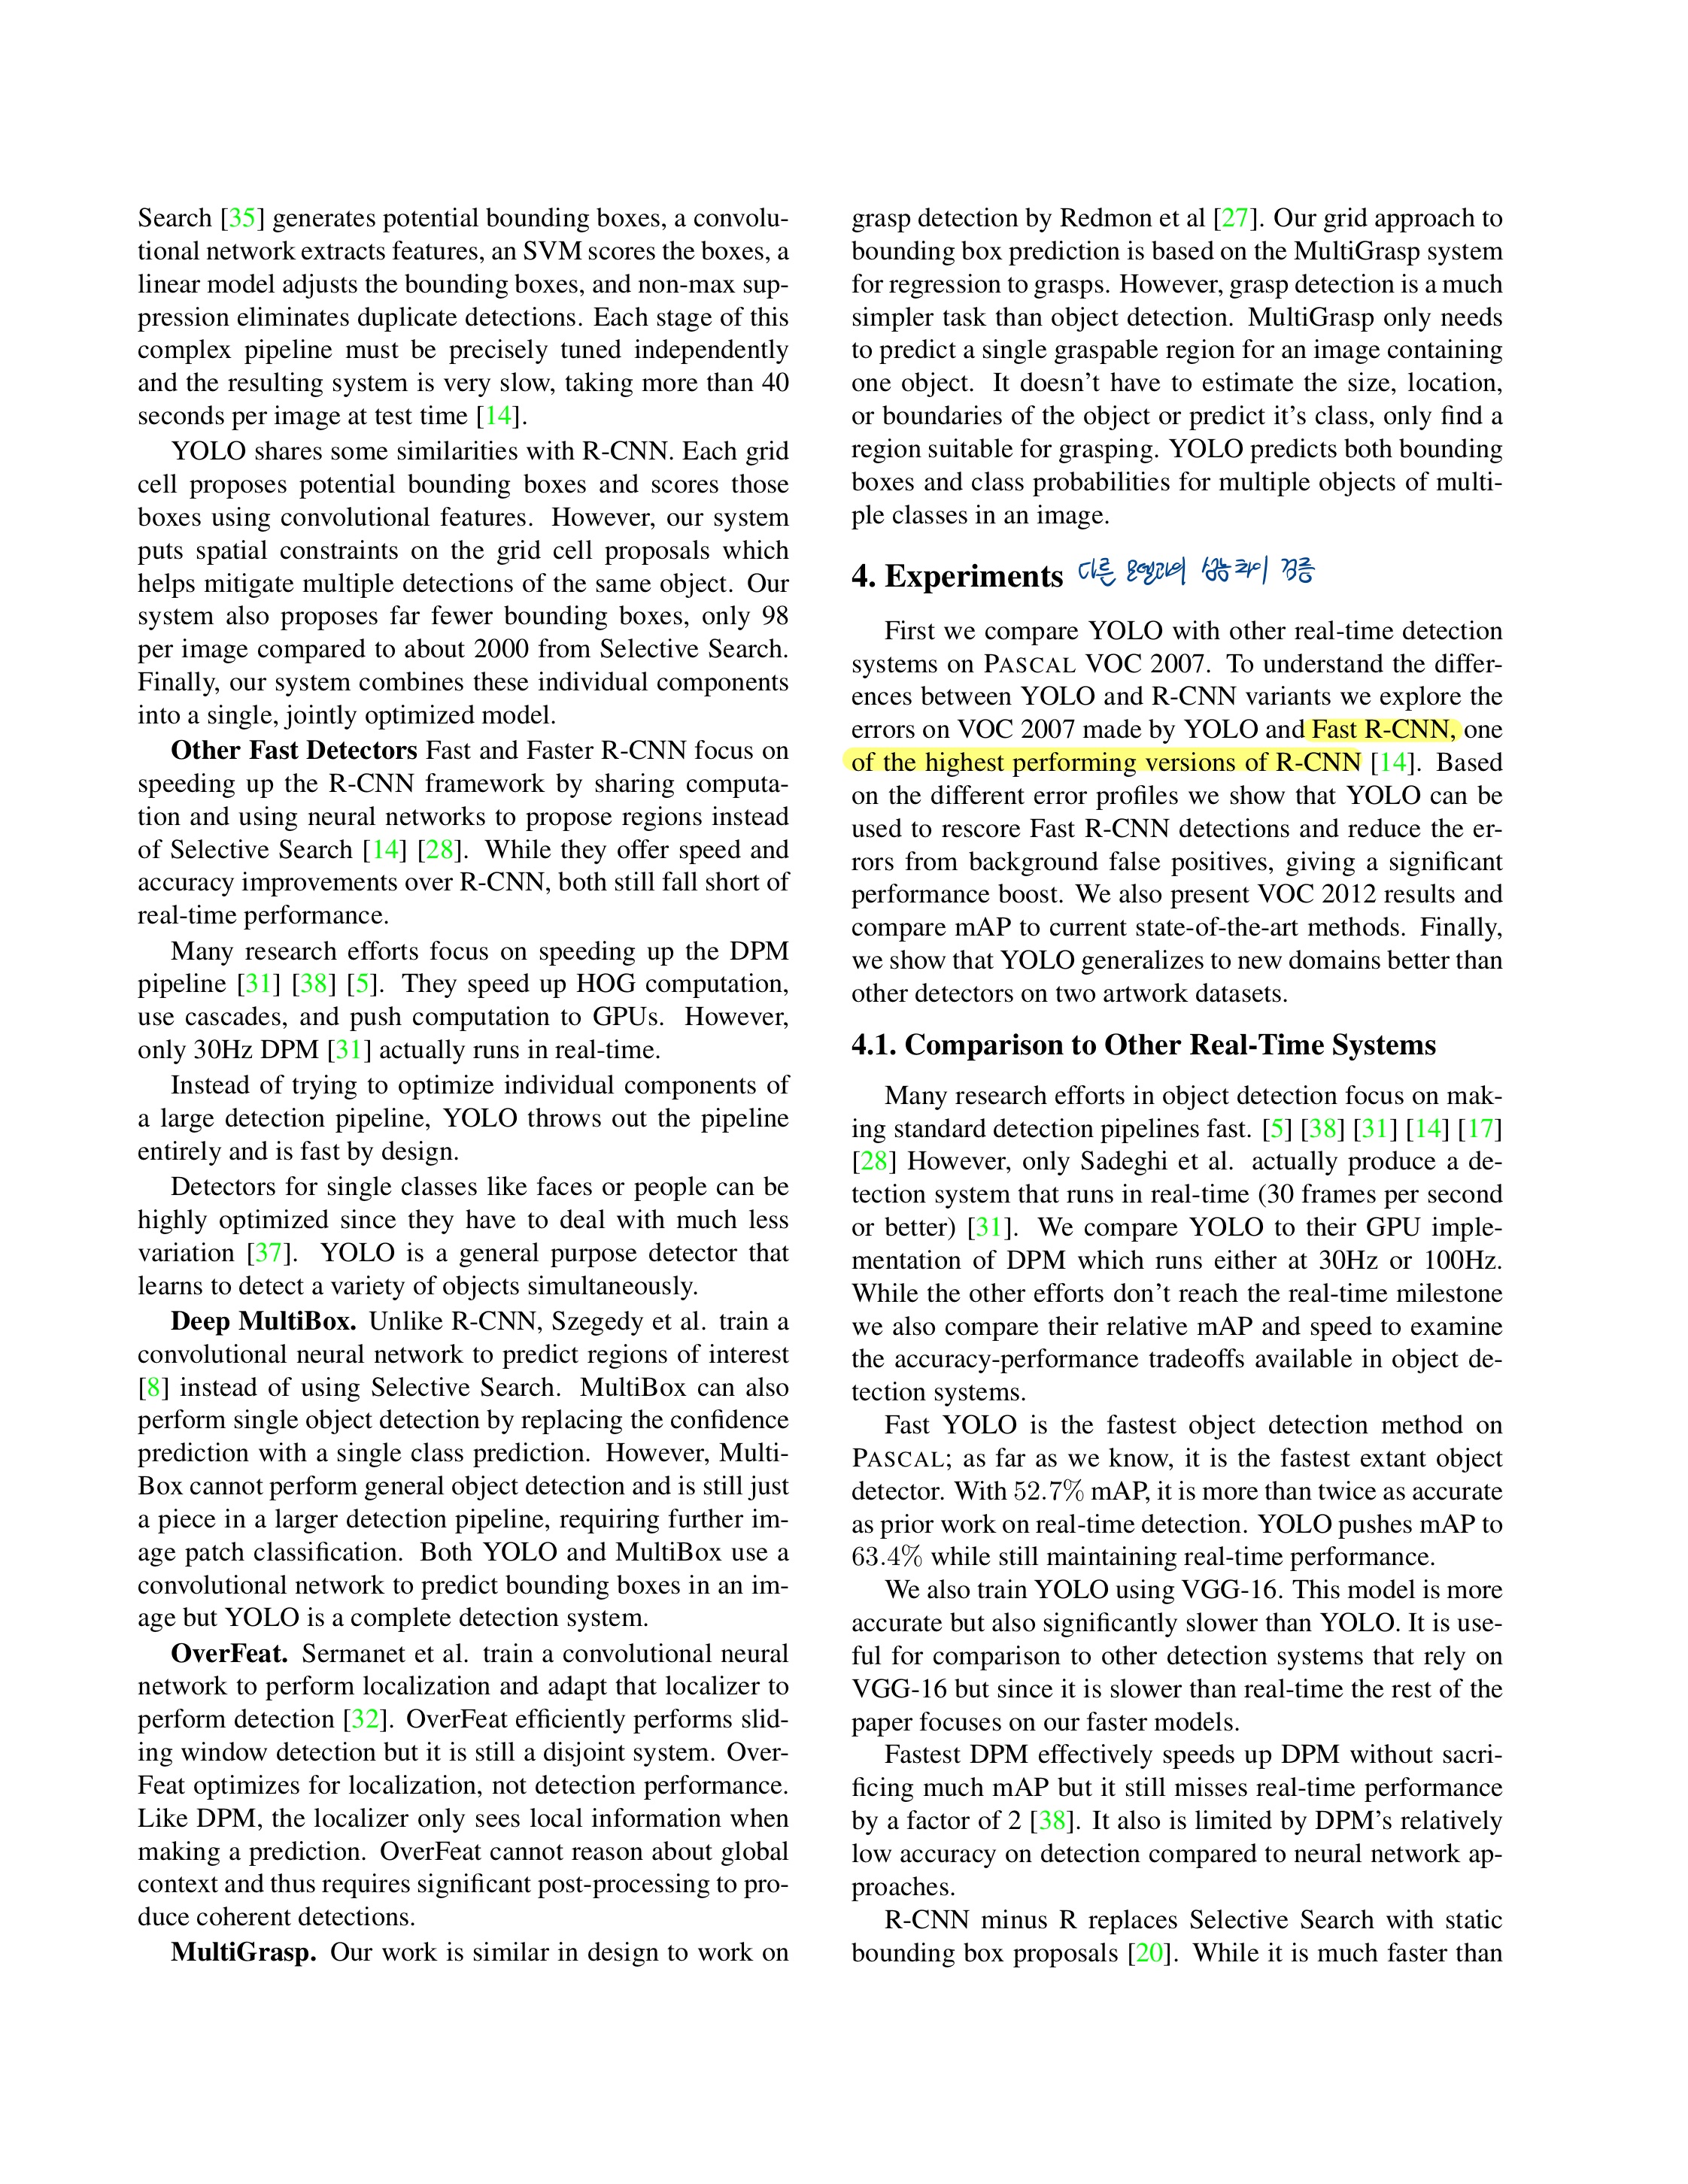 Search [35] generates potential bounding boxes, a convolu-
tional network extracts features, an SVM scores the boxes, a
linear model adjusts the bounding boxes, and non-max sup-
pression eliminates duplicate detections. Each stage of this
complex pipeline must be precisely tuned independently
and the resulting system is very slow, taking more than 40
seconds per image at test time [14].
YOLO shares some similarities with R-CNN. Each grid
cell proposes potential bounding boxes and scores those
boxes using convolutional features. However, our system
puts spatial constraints on the grid cell proposals which
helps mitigate multiple detections of the same object. Our
system also proposes far fewer bounding boxes, only 98
per image compared to about 2000 from Selective Search.
Finally, our system combines these individual components
into a single, jointly optimized model.
Other Fast Detectors Fast and Faster R-CNN focus on
speeding up the R-CNN framework by sharing computa-
tion and using neural networks to propose regions instead
of Selective Search [14] [28]. While they offer speed and
accuracy improvements over R-CNN, both still fall short of
real-time performance.
Many research efforts focus on speeding up the DPM
pipeline [31] [38] [5]. They speed up HOG computation,
use cascades, and push computation to GPUs. However,
only 30Hz DPM [31] actually runs in real-time.
Instead of trying to optimize individual components of
a large detection pipeline, YOLO throws out the pipeline
entirely and is fast by design.
Detectors for single classes like faces or people can be
highly optimized since they have to deal with much less
variation [37]. YOLO is a general purpose detector that
learns to detect a variety of objects simultaneously.
Deep MultiBox. Unlike R-CNN, Szegedy et al. train a
convolutional neural network to predict regions of interest
[8] instead of using Selective Search. MultiBox can also
perform single object detection by replacing the confidence
prediction with a single class prediction. However, Multi-
Box cannot perform general object detection and is still just
a piece in a larger detection pipeline, requiring further im-
age patch classification. Both YOLO and MultiBox use a
convolutional network to predict bounding boxes in an im-
age but YOLO is a complete detection system.
OverFeat. Sermanet et al. train a convolutional neural
network to perform localization and adapt that localizer to
perform detection [32]. OverFeat efficiently performs slid-
ing window detection but it is still a disjoint system. Over-
Feat optimizes for localization, not detection performance.
Like DPM, the localizer only sees local information when
making a prediction. OverFeat cannot reason about global
context and thus requires significant post-processing to pro-
duce coherent detections.
MultiGrasp. Our work is similar in design to work on
grasp detection by Redmon et al [27]. Our grid approach to
bounding box prediction is based on the MultiGrasp system
for regression to grasps. However, grasp detection is a much
simpler task than object detection. MultiGrasp only needs
to predict a single graspable region for an image containing
one object. It doesn't have to estimate the size, location,
or boundaries of the object or predict it's class, only find a
region suitable for grasping. YOLO predicts both bounding
boxes and class probabilities for multiple objects of multi-
ple classes in an image.
4. Experiments 다른 모델과의 성능 차이 검증
First we compare YOLO with other real-time detection
systems on PASCAL VOC 2007. To understand the differ-
ences between YOLO and R-CNN variants we explore the
errors on VOC 2007 made by YOLO and Fast R-CNN, one
of the highest performing versions of R-CNN [14]. Based
on the different error profiles we show that YOLO can be
used to rescore Fast R-CNN detections and reduce the er-
rors from background false positives, giving a significant
performance boost. We also present VOC 2012 results and
compare mAP to current state-of-the-art methods. Finally,
we show that YOLO generalizes to new domains better than
other detectors on two artwork datasets.
4.1. Comparison to Other Real-Time Systems
Many research efforts in object detection focus on mak-
ing standard detection pipelines fast. [5] [38] [31] [14] [17]
[28] However, only Sadeghi et al. actually produce a de-
tection system that runs in real-time (30 frames per second
or better) [31]. We compare YOLO to their GPU imple-
mentation of DPM which runs either at 30Hz or 100Hz.
While the other efforts don't reach the real-time milestone
we also compare their relative mAP and speed to examine
the accuracy-performance tradeoffs available in object de-
tection systems.
Fast YOLO is the fastest object detection method on
PASCAL; as far as we know, it is the fastest extant object
detector. With 52.7% mAP, it is more than twice as accurate
as prior work on real-time detection. YOLO pushes mAP to
63.4% while still maintaining real-time performance.
We also train YOLO using VGG-16. This model is more
accurate but also significantly slower than YOLO. It is use-
ful for comparison to other detection systems that rely on
VGG-16 but since it is slower than real-time the rest of the
paper focuses on our faster models.
Fastest DPM effectively speeds up DPM without sacri-
ficing much mAP but it still misses real-time performance
by a factor of 2 [38]. It also is limited by DPM's relatively
low accuracy on detection compared to neural network ap-
proaches.
R-CNN minus R replaces Selective Search with static
bounding box proposals [20]. While it is much faster than